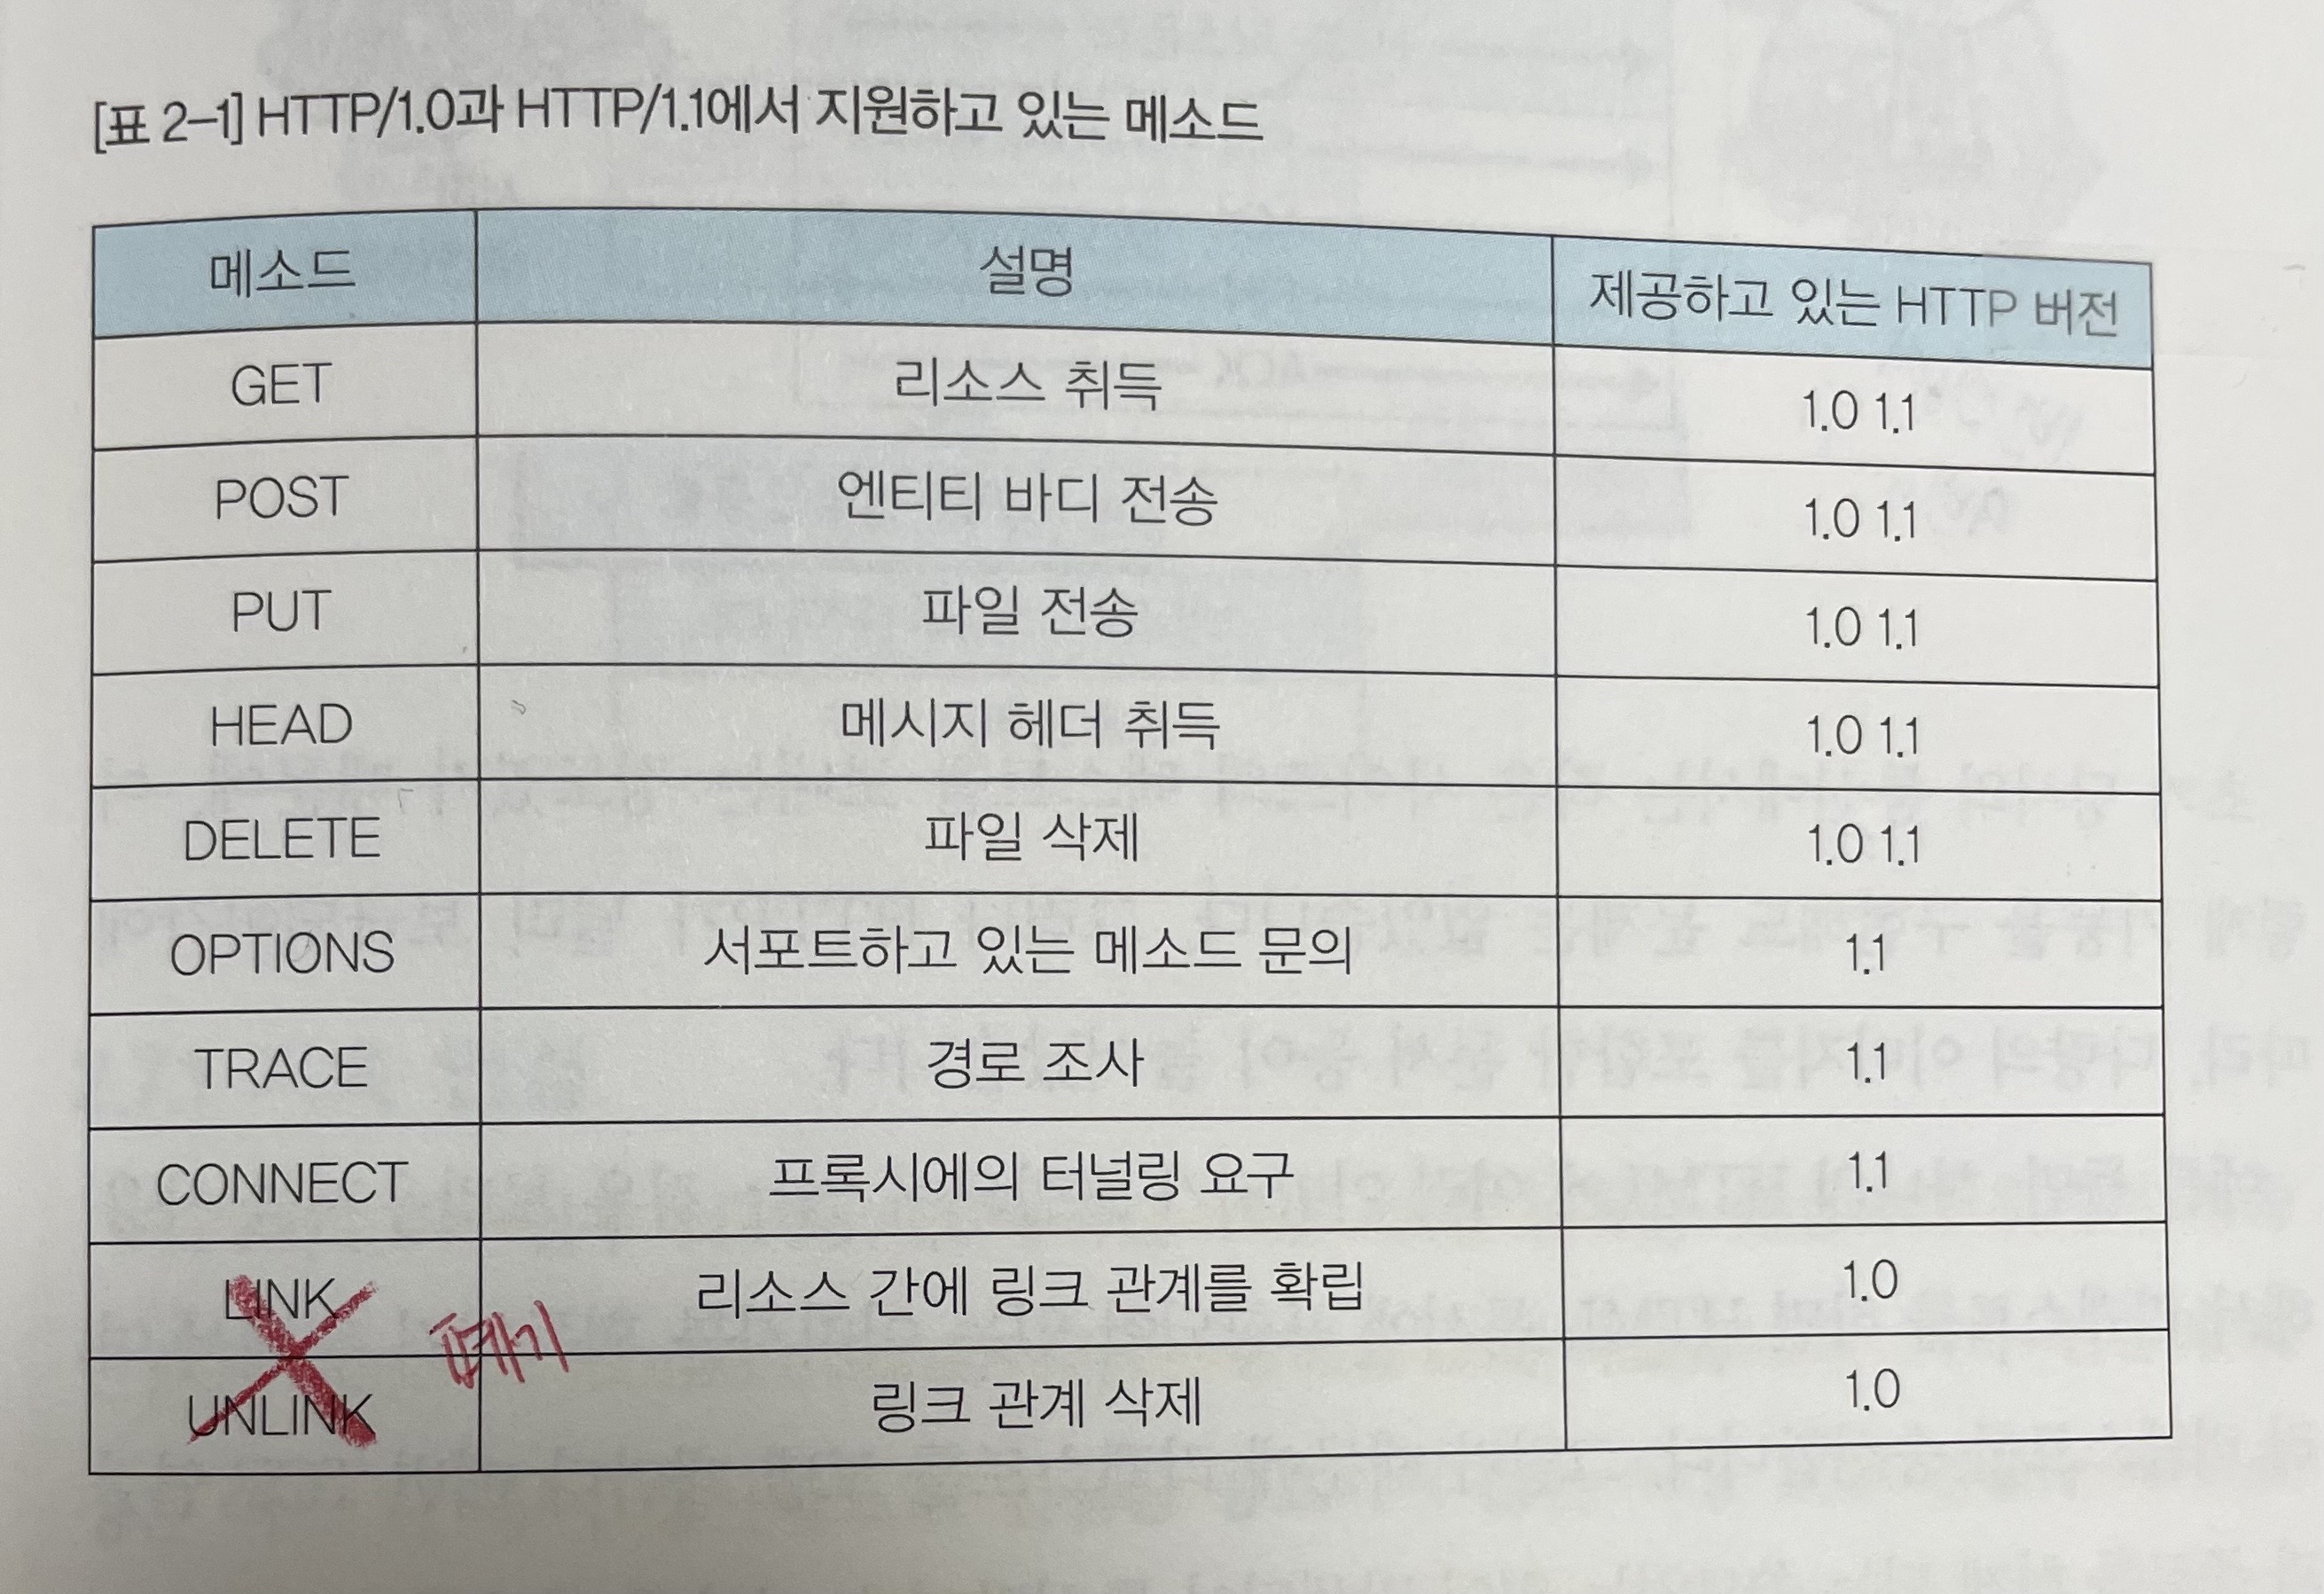 [표 2-1] HTTP/1.0과 HTTP/1.1에서 지원하고 있는 메소드
메소드 설명 제공하고 있는 HTTP 버전
GET 리소스 취득 1.0 1.1
POST 엔티티 바디 전송 1.0 1.1
PUT 파일 전송 1.0 1.1
HEAD 메시지 헤더 취득 1.0 1.1
DELETE 파일 삭제 1.0 1.1
OPTIONS 서포트하고 있는 메소드 문의 1.1
TRACE 경로 조사 1.1
CONNECT 프록시에의 터널링 요구 1.1
LINK 리소스 간에 링크 관계를 확립 1.0
폐기
UNLINK 링크 관계 삭제 1.0